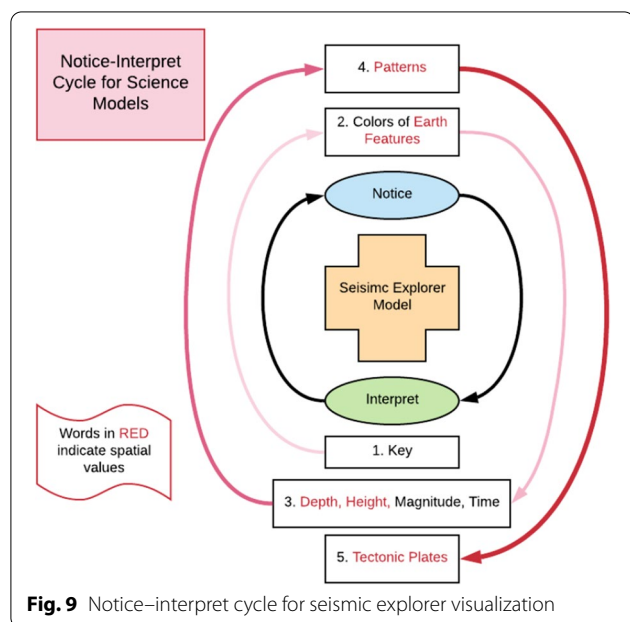 Notice-Interpret
Cycle for Science
Models
4. Patterns
2. Colors of Earth
Features
Notice
Seisimc Explorer
Model
Interpret
Words in RED
indicate spatial
values
1. Key
3. Depth, Height, Magnitude, Time
5. Tectonic Plates
Fig. 9 Notice–interpret cycle for seismic explorer visualization